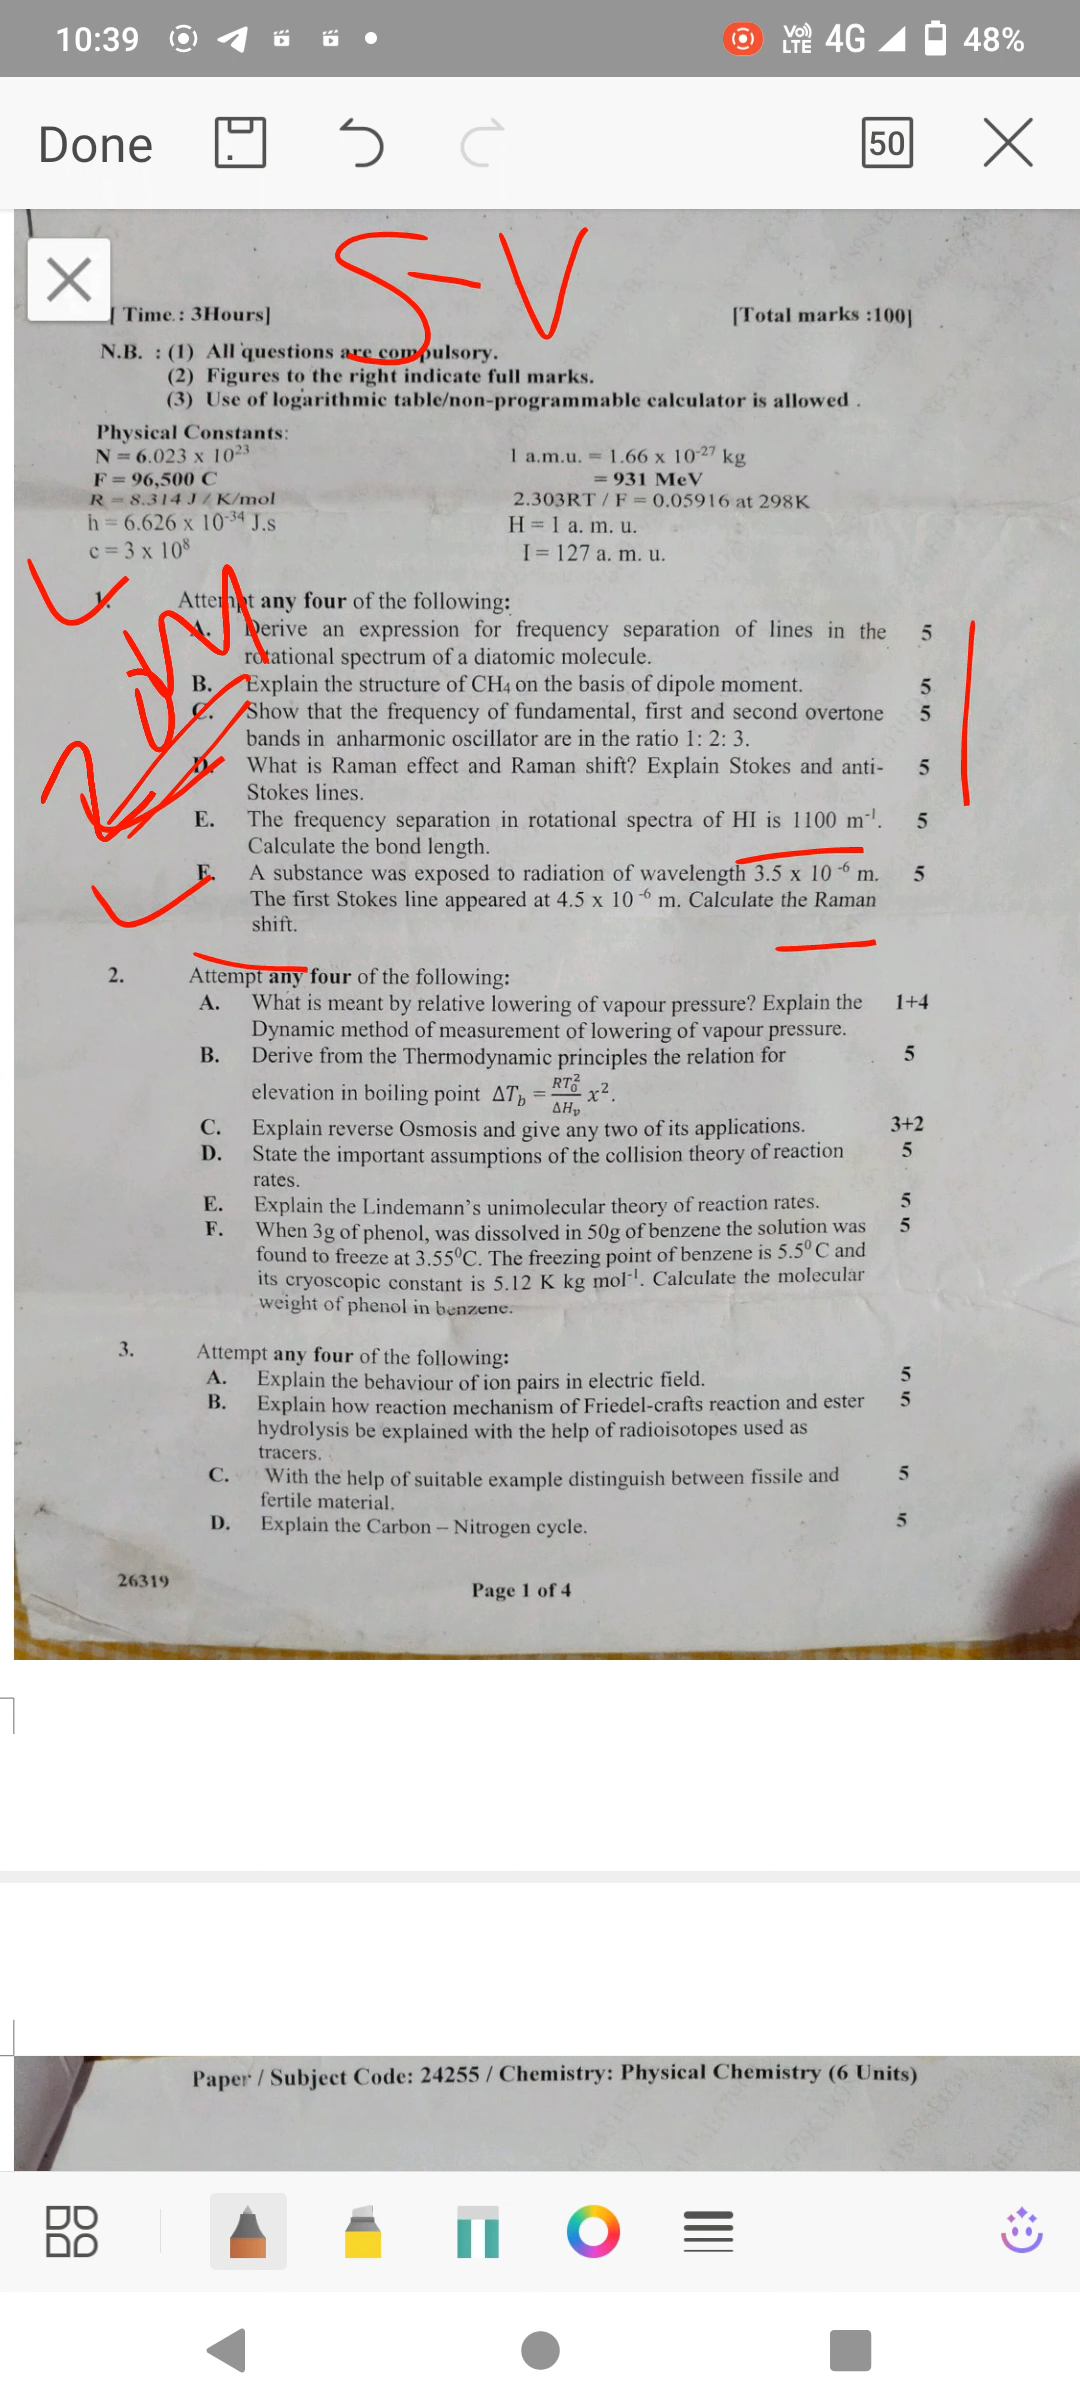 10:39 Vo)) LTE 4G 48%
Done 50
S-V
[ Time : 3Hours] [Total marks :100]
N.B. : (1) All questions are compulsory.
(2) Figures to the right indicate full marks.
(3) Use of logarithmic table/non-programmable calculator is allowed .
Physical Constants:
N = 6.023 x 10²³ 1 a.m.u. = 1.66 x 10⁻²⁷ kg
F = 96,500 C = 931 MeV
R = 8.314 J / K/mol 2.303RT / F = 0.05916 at 298K
h = 6.626 x 10⁻³⁴ J.s H = 1 a. m. u.
c = 3 x 10⁸ I = 127 a. m. u.
1. Attempt any four of the following:
A. Derive an expression for frequency separation of lines in the 5
rotational spectrum of a diatomic molecule.
B. Explain the structure of CH₄ on the basis of dipole moment. 5
C. Show that the frequency of fundamental, first and second overtone 5
bands in anharmonic oscillator are in the ratio 1: 2: 3.
D. What is Raman effect and Raman shift? Explain Stokes and anti- 5
Stokes lines.
E. The frequency separation in rotational spectra of HI is 1100 m⁻¹. 5
Calculate the bond length.
F. A substance was exposed to radiation of wavelength 3.5 x 10 ⁻⁶ m. 5
The first Stokes line appeared at 4.5 x 10 ⁻⁶ m. Calculate the Raman
shift.
2. Attempt any four of the following:
A. What is meant by relative lowering of vapour pressure? Explain the 1+4
Dynamic method of measurement of lowering of vapour pressure.
B. Derive from the Thermodynamic principles the relation for 5
elevation in boiling point ΔT_b = RT₀²/ΔH_v x².
C. Explain reverse Osmosis and give any two of its applications. 3+2
D. State the important assumptions of the collision theory of reaction 5
rates.
E. Explain the Lindemann's unimolecular theory of reaction rates. 5
F. When 3g of phenol, was dissolved in 50g of benzene the solution was 5
found to freeze at 3.55⁰C. The freezing point of benzene is 5.5⁰ C and
its cryoscopic constant is 5.12 K kg mol⁻¹. Calculate the molecular
weight of phenol in benzene.
3. Attempt any four of the following:
A. Explain the behaviour of ion pairs in electric field. 5
B. Explain how reaction mechanism of Friedel-crafts reaction and ester 5
hydrolysis be explained with the help of radioisotopes used as
tracers.
C. With the help of suitable example distinguish between fissile and 5
fertile material.
D. Explain the Carbon – Nitrogen cycle. 5
26319 Page 1 of 4
Paper / Subject Code: 24255 / Chemistry: Physical Chemistry (6 Units)